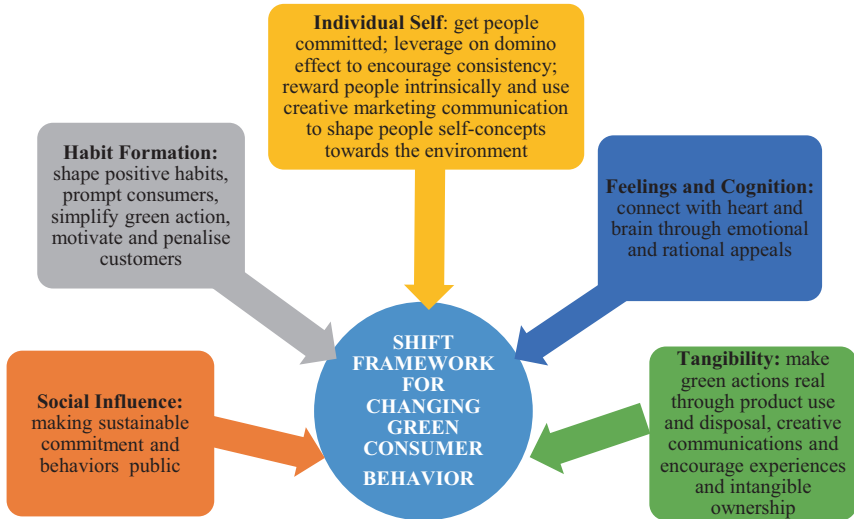 Individual Self: get people
committed; leverage on domino
effect to encourage consistency;
reward people intrinsically and use
creative marketing communication
to shape people self-concepts
towards the environment
Habit Formation:
shape positive habits,
prompt consumers,
simplify green action,
motivate and penalise
customers
Feelings and Cognition:
connect with heart and
brain through emotional
and rational appeals
Social Influence:
making sustainable
commitment and
behaviors public
SHIFT
FRAMEWORK
FOR
CHANGING
GREEN
CONSUMER
BEHAVIOR
Tangibility: make
green actions real
through product use
and disposal, creative
communications and
encourage experiences
and intangible
ownership